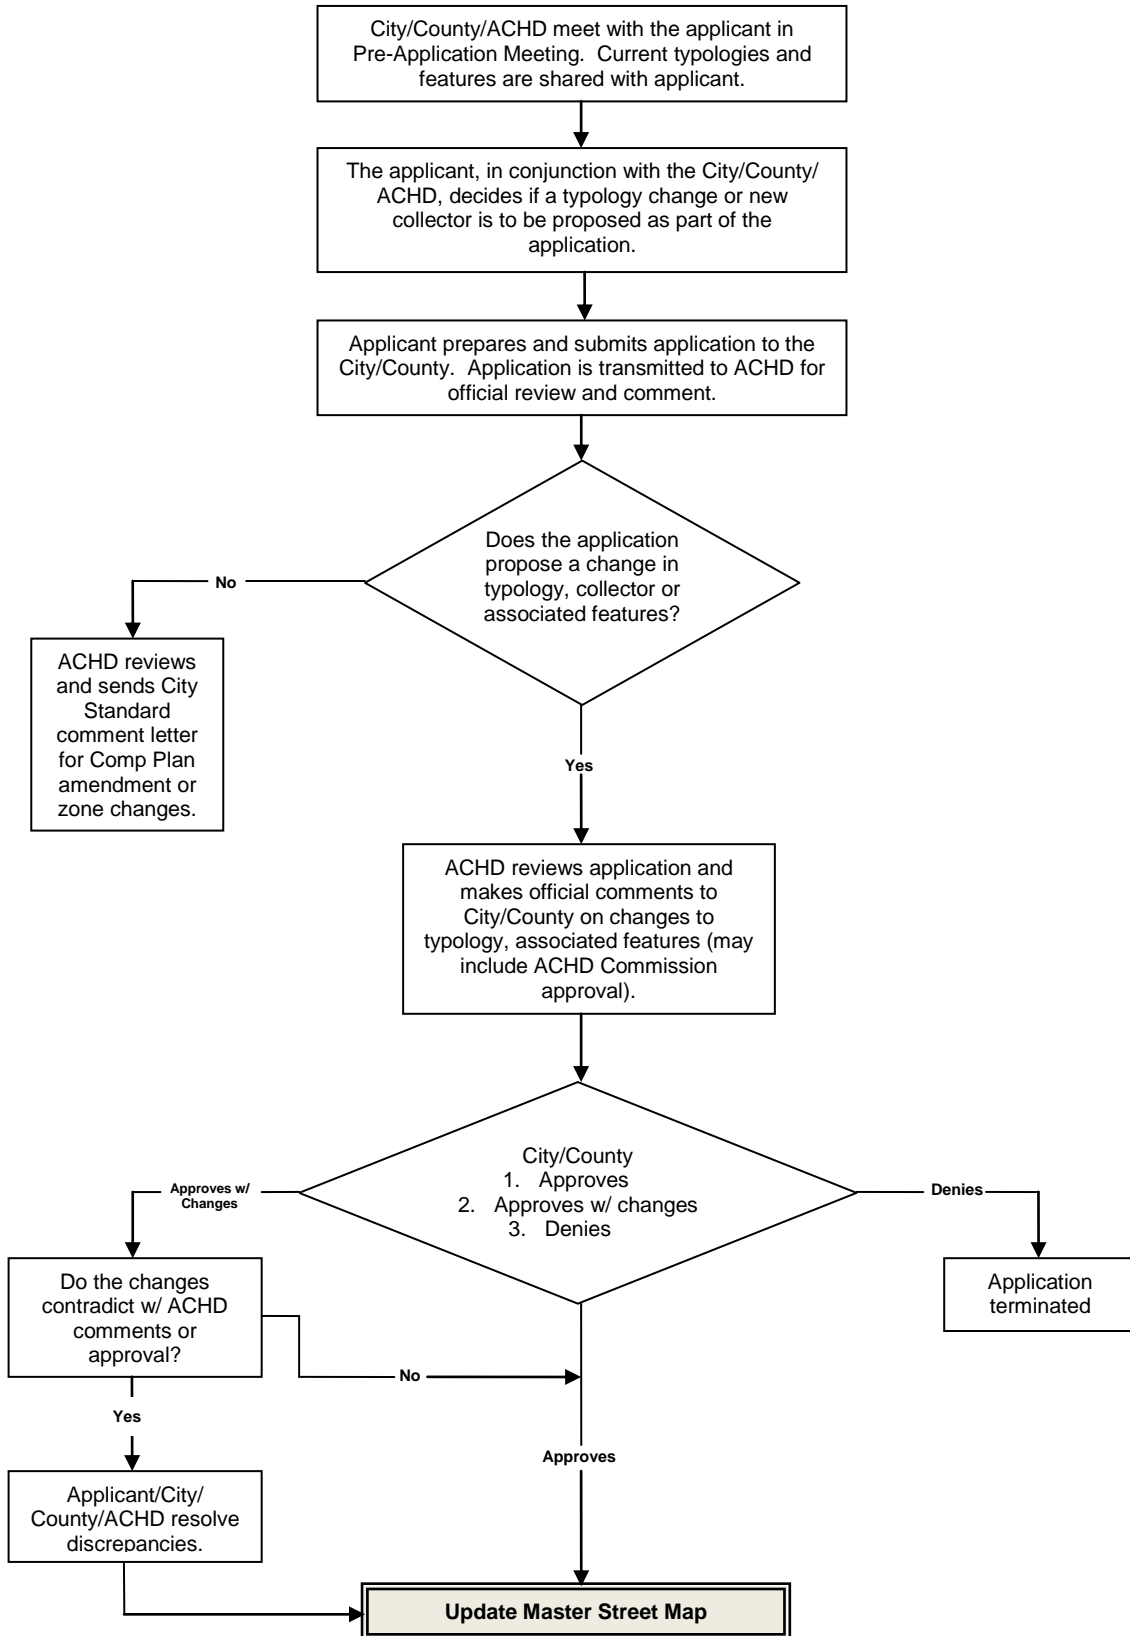 City/County/ACHD meet with the applicant in
Pre-Application Meeting. Current typologies and
features are shared with applicant.
The applicant, in conjunction with the City/County/
ACHD, decides if a typology change or new
collector is to be proposed as part of the
application.
Applicant prepares and submits application to the
City/County. Application is transmitted to ACHD for
official review and comment.
Does the application
propose a change in
typology, collector or
associated features?
No
ACHD reviews
and sends City
Standard
comment letter
for Comp Plan
amendment or
zone changes.
Yes
ACHD reviews application and
makes official comments to
City/County on changes to
typology, associated features (may
include ACHD Commission
approval).
City/County
1. Approves
2. Approves w/ changes
3. Denies
Approves w/
Changes
Denies
Do the changes
contradict w/ ACHD
comments or
approval?
Application
terminated
No
Yes
Approves
Applicant/City/
County/ACHD resolve
discrepancies.
Update Master Street Map